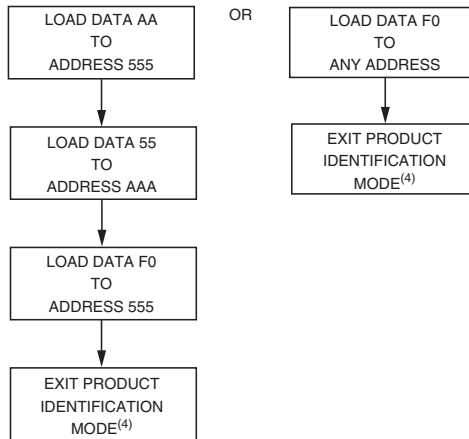 LOAD DATA AA
TO
ADDRESS 555
LOAD DATA 55
TO
ADDRESS AAA
LOAD DATA F0
TO
ADDRESS 555
EXIT PRODUCT
IDENTIFICATION
MODE(4)
OR
LOAD DATA F0
TO
ANY ADDRESS
EXIT PRODUCT
IDENTIFICATION
MODE(4)